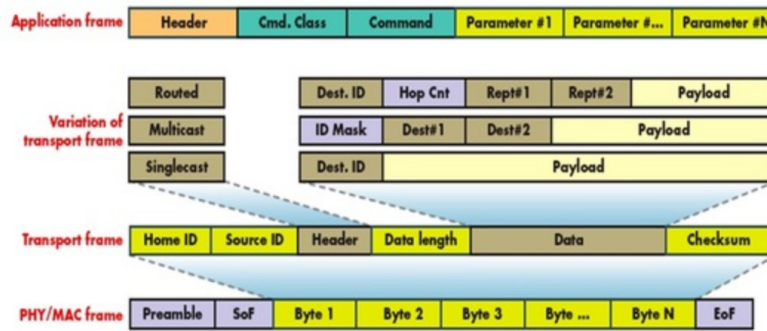 Application frame Header Cmd. Class Command Parameter #1 Parameter #... Parameter #N
Routed Dest. ID Hop Cnt Rept#1 Rept#2 Payload
Variation of
transport frame
Multicast ID Mask Dest#1 Dest#2 Payload
Singlecast Dest. ID Payload
Transport frame Home ID Source ID Header Data length Data Checksum
PHY/MAC frame Preamble SoF Byte 1 Byte 2 Byte 3 Byte ... Byte N EoF